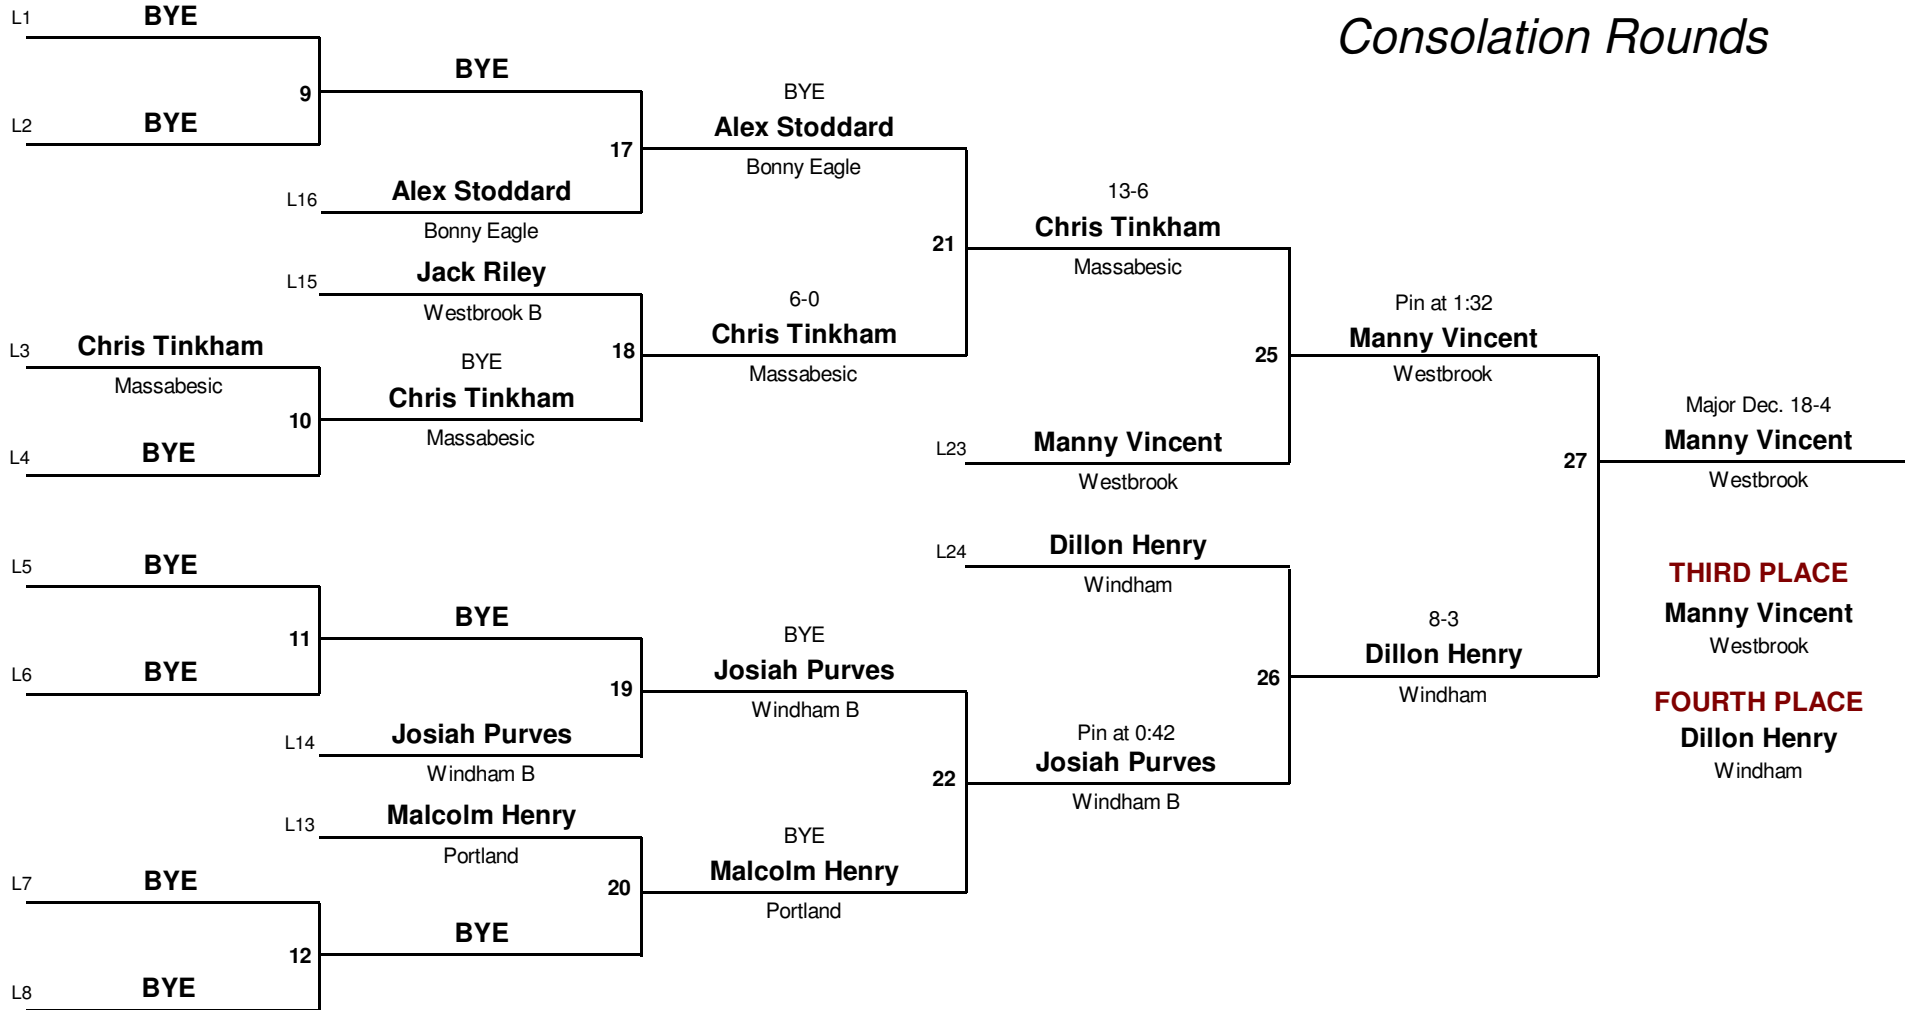 Consolation Rounds
L1
BYE
L2
BYE
9
BYE
L16
Alex Stoddard
Bonny Eagle
17
BYE
Alex Stoddard
Bonny Eagle
L15
Jack Riley
Westbrook B
L3
Chris Tinkham
Massabesic
L4
BYE
10
BYE
Chris Tinkham
Massabesic
18
6-0
Chris Tinkham
Massabesic
21
13-6
Chris Tinkham
Massabesic
L23
Manny Vincent
Westbrook
25
Pin at 1:32
Manny Vincent
Westbrook
L5
BYE
L6
BYE
11
BYE
L14
Josiah Purves
Windham B
19
BYE
Josiah Purves
Windham B
L13
Malcolm Henry
Portland
L7
BYE
L8
BYE
12
BYE
20
BYE
Malcolm Henry
Portland
22
Pin at 0:42
Josiah Purves
Windham B
L24
Dillon Henry
Windham
26
8-3
Dillon Henry
Windham
27
Major Dec. 18-4
Manny Vincent
Westbrook
THIRD PLACE
Manny Vincent
Westbrook
FOURTH PLACE
Dillon Henry
Windham